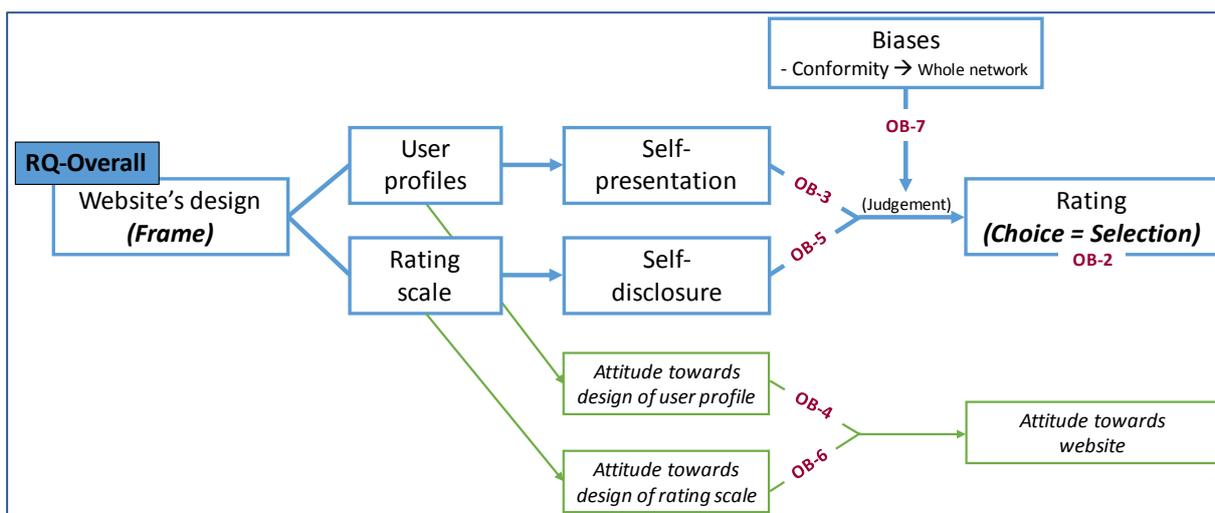 Biases
- Conformity → Whole network
OB-7
RQ-Overall
Website’s design
(Frame)
User
profiles
Self-
presentation
OB-3
(Judgement)
Rating
(Choice = Selection)
OB-2
Rating
scale
Self-
disclosure
OB-5
Attitude towards
design of user profile
OB-4
Attitude towards
website
Attitude towards
design of rating scale
OB-6